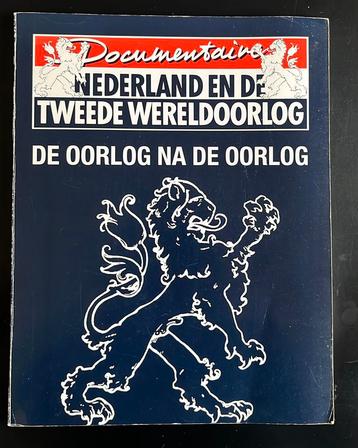 Documentaire
NEDERLAND EN DE
TWEEDE WERELDOORLOG
DE OORLOG NA DE OORLOG